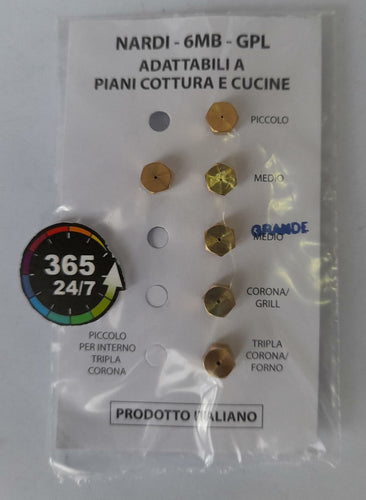 NARDI - 6MB - GPL
ADATTABILI A
PIANI COTTURA E CUCINE
PICCOLO
MEDIO
GRANDE
MEDIO
365
24/7
CORONA/
GRILL
PICCOLO
PER INTERNO
TRIPLA
CORONA
TRIPLA
CORONA/
FORNO
PRODOTTO ITALIANO